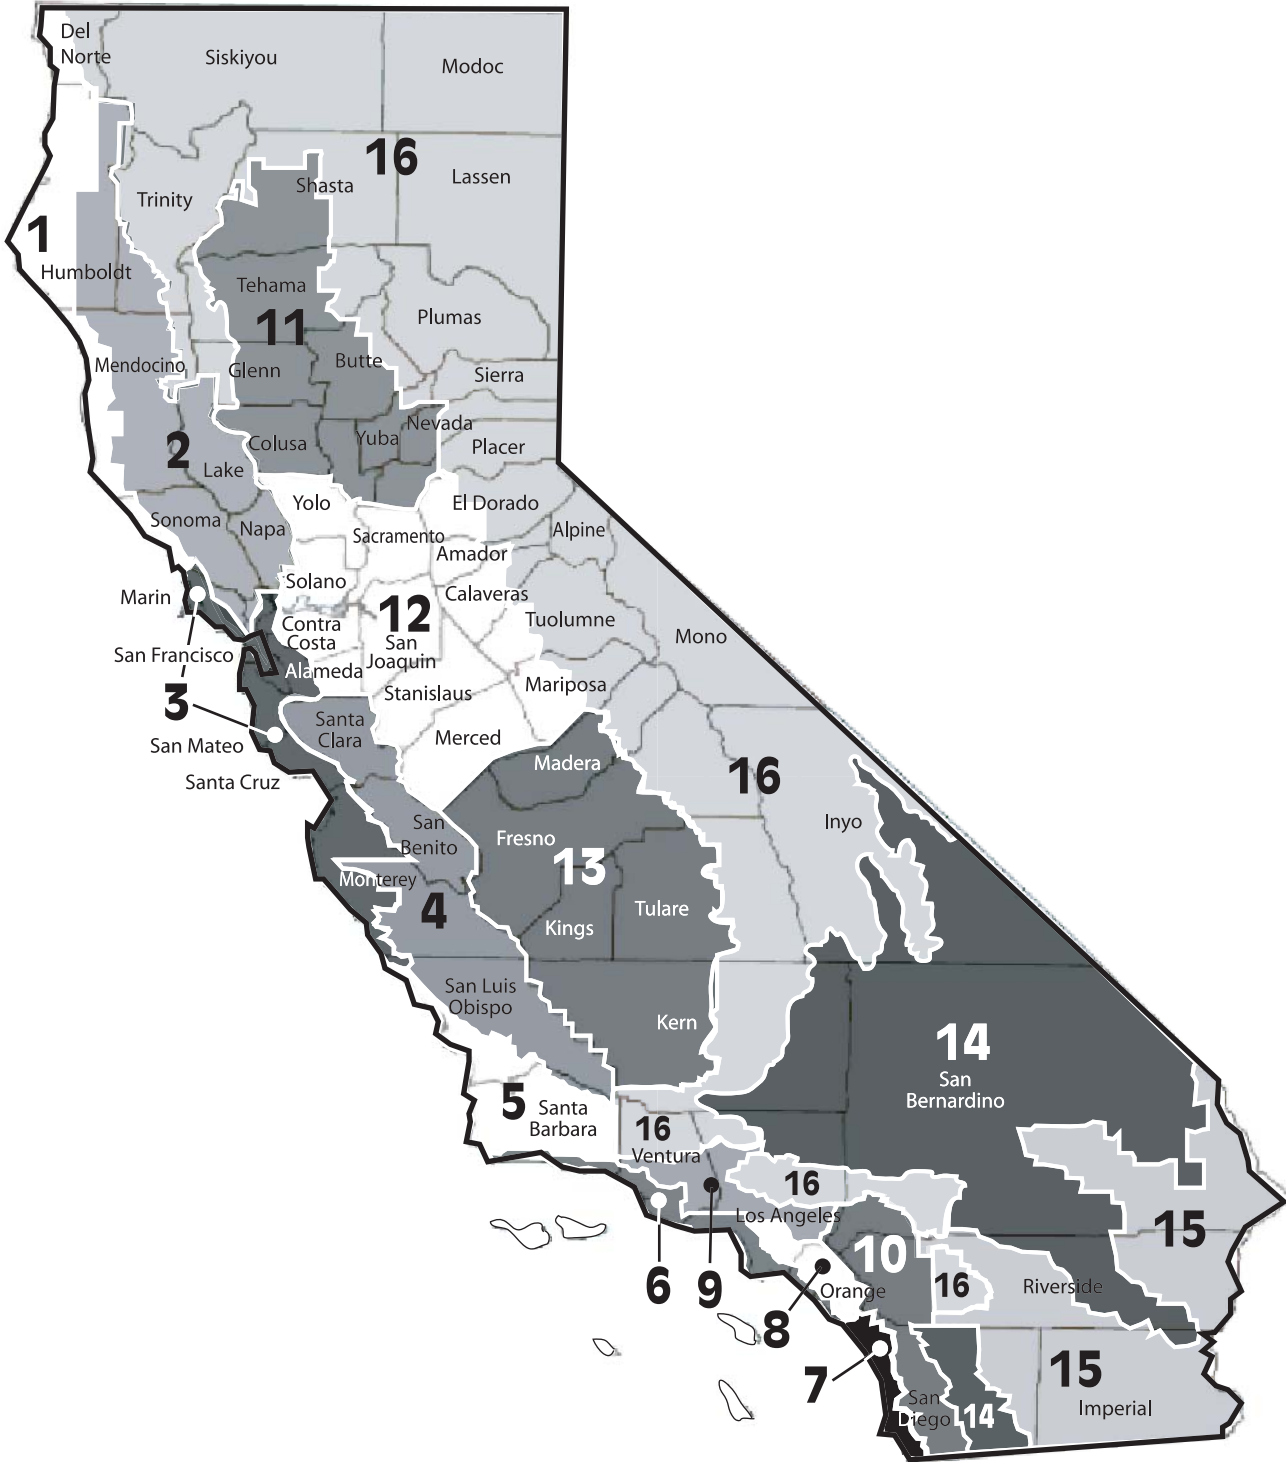 Del
Norte
Siskiyou
Modoc
16
Shasta
Lassen
Trinity
1
Humboldt
Tehama
11
Plumas
Mendocino
Glenn
Butte
Sierra
Nevada
2
Colusa
Yuba
Placer
Lake
Yolo
El Dorado
Sonoma
Napa
Sacramento
Alpine
Amador
Solano
Marin
Calaveras
12
Contra
Costa
Tuolumne
San
Joaquin
Mono
San Francisco
Alameda
Stanislaus
Mariposa
3
Santa
Clara
San Mateo
Merced
Madera
16
Santa Cruz
San
Benito
Fresno
Inyo
13
Monterey
4
Tulare
Kings
San Luis
Obispo
Kern
14
San
Bernardino
5
Santa
Barbara
16
Ventura
16
Los Angeles
15
10
6
9
8
Orange
16
Riverside
7
15
San
Diego
14
Imperial